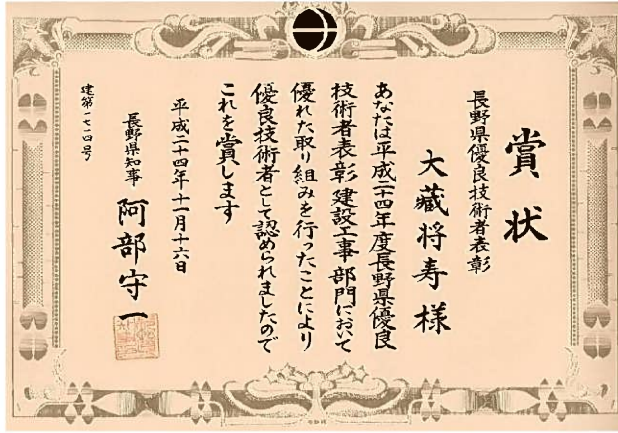 賞状
長野県優良技術者表彰
大藏将寿様
あなたは平成二十四年度長野県優良
技術者表彰建設工事部門において
優れた取り組みを行ったことにより
優良技術者として認められましたので
これを賞します
平成二十四年十一月十六日
長野県知事 阿部守一
建第一七一四号